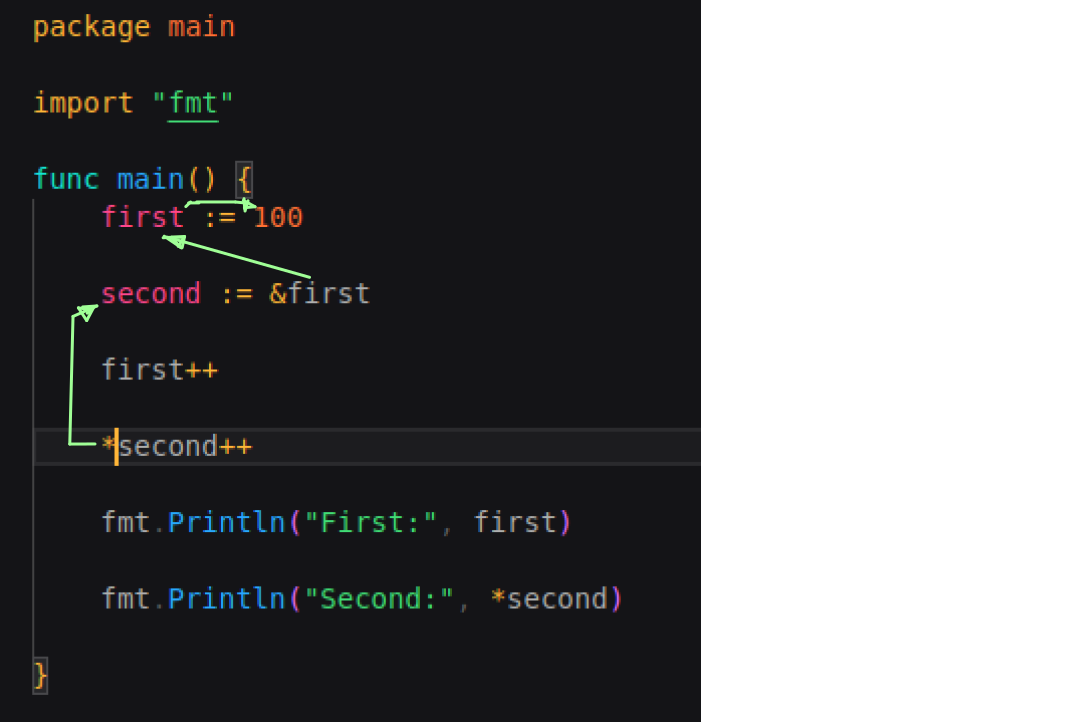 package main
import "fmt"
func main() {
first := 100
second := &first
first++
*second++
fmt.Println("First:", first)
fmt.Println("Second:", *second)
}